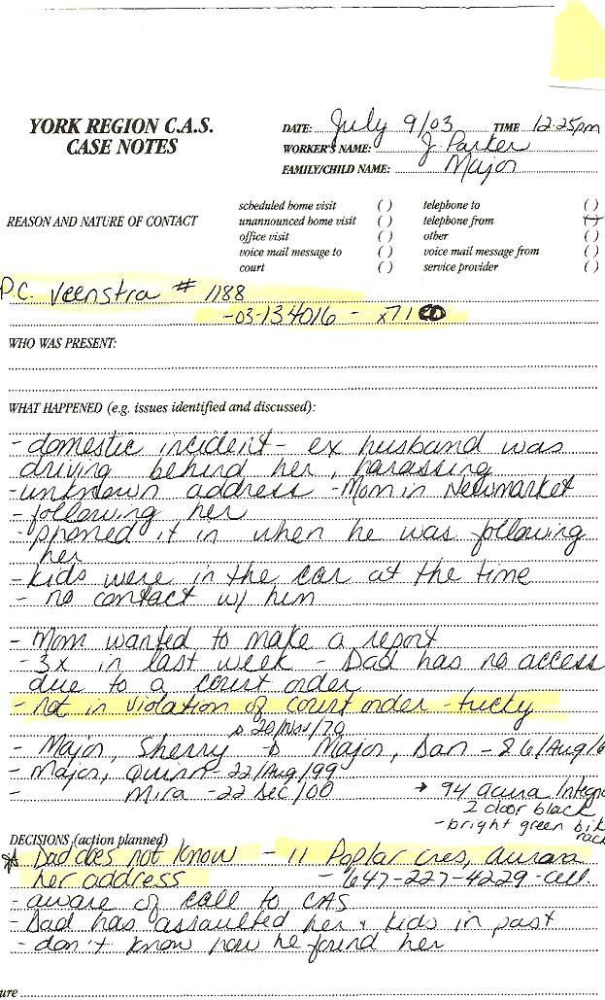 YORK REGION C.A.S.
CASE NOTES
DATE: July 9/03 TIME 12:25pm
WORKER'S NAME: J. Parker
FAMILY/CHILD NAME: Major
REASON AND NATURE OF CONTACT
scheduled home visit ( ) telephone to ( )
unannounced home visit ( ) telephone from ( )
office visit ( ) other ( )
voice mail message to ( ) voice mail message from ( )
court ( ) service provider ( )
P.C. Veenstra # 1188
-03-134016 - x71
WHO WAS PRESENT:
WHAT HAPPENED (e.g. issues identified and discussed):
- domestic incident - ex husband was
driving behind her, harassing
- unknown address - Mom in Newmarket
- following her
- phoned it in when he was following
her
- kids were in the car at the time
- no contact w/ him
- Mom wanted to make a report
- 3x in last week - Dad has no access
due to a court order
- not in violation of court order - tricky
20/Nov/70
- Major, Sherry Major, Dan - 26/Aug/6
- Major, Quinn - 22/Aug/99
- Mira - 22 Dec/00 → 94 acura Integr
2 door black
- bright green bik
rack
DECISIONS (action planned)
* Dad does not know - 11 Poplar cres, aurora
her address - 647-227-4229 - cell.
- aware of call to CAS
- Dad has assaulted her + kids in past
- don't know how he found her
ure